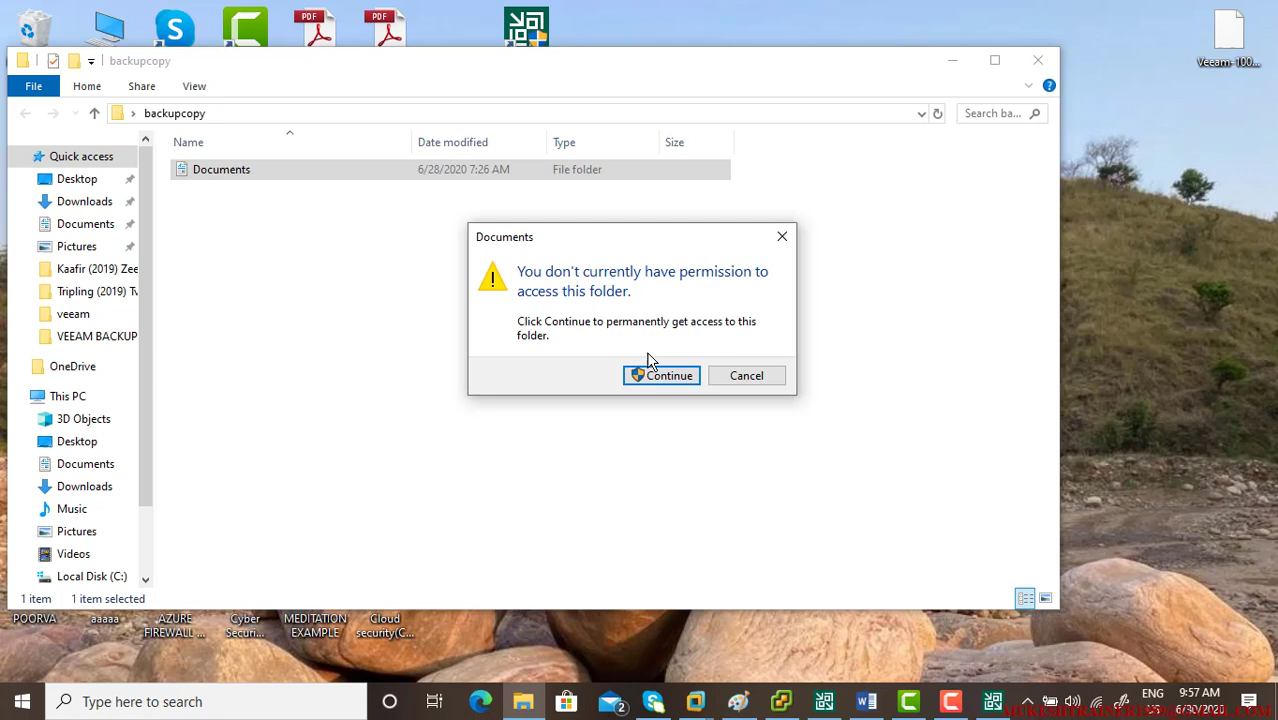 PDF
PDF
Veeam-100...
backupcopy
File
Home
Share
View
backupcopy
Search ba...
Name
Date modified
Type
Size
Quick access
Documents
6/28/2020 7:26 AM
File folder
Desktop
Downloads
Documents
Pictures
Kaafir (2019) Zee
Tripling (2019) Tv
veeam
VEEAM BACKUP
OneDrive
This PC
3D Objects
Desktop
Documents
Downloads
Music
Pictures
Videos
Local Disk (C:)
Documents
You don't currently have permission to
access this folder.
Click Continue to permanently get access to this
folder.
Continue
Cancel
1 item
1 item selected
POORVA
aaaaa
AZURE
FIREWALL ...
Cyber
Securi...
MEDITATION
EXAMPLE
Cloud
security(C...
Type here to search
2
ENG
9:57 AM
6/30/2020